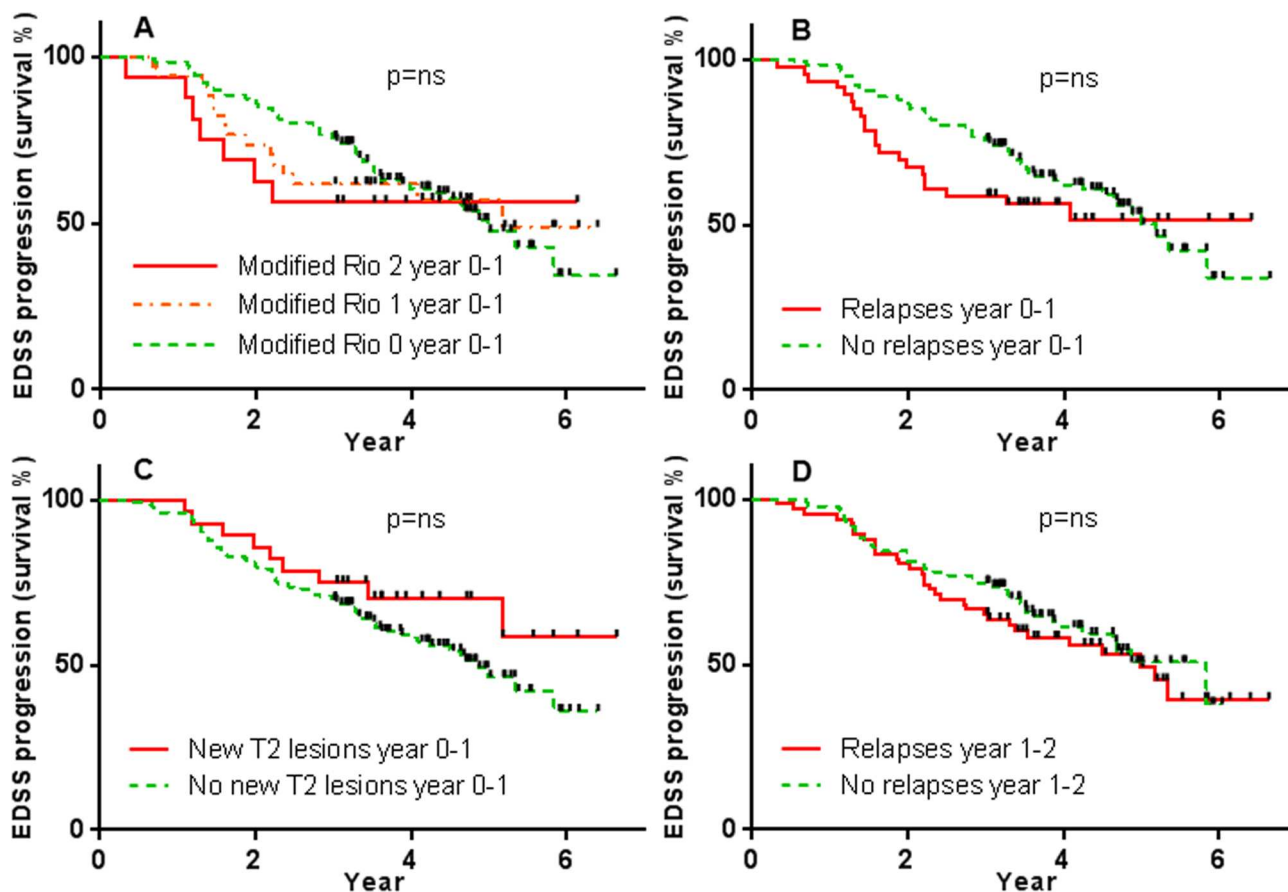 A
EDSS progression (survival %)
100
50
0
p=ns
Modified Rio 2 year 0-1
Modified Rio 1 year 0-1
Modified Rio 0 year 0-1
0 2 4 6
Year
B
EDSS progression (survival %)
100
50
0
p=ns
Relapses year 0-1
No relapses year 0-1
0 2 4 6
Year
C
EDSS progression (survival %)
100
50
0
p=ns
New T2 lesions year 0-1
No new T2 lesions year 0-1
0 2 4 6
Year
D
EDSS progression (survival %)
100
50
0
p=ns
Relapses year 1-2
No relapses year 1-2
0 2 4 6
Year